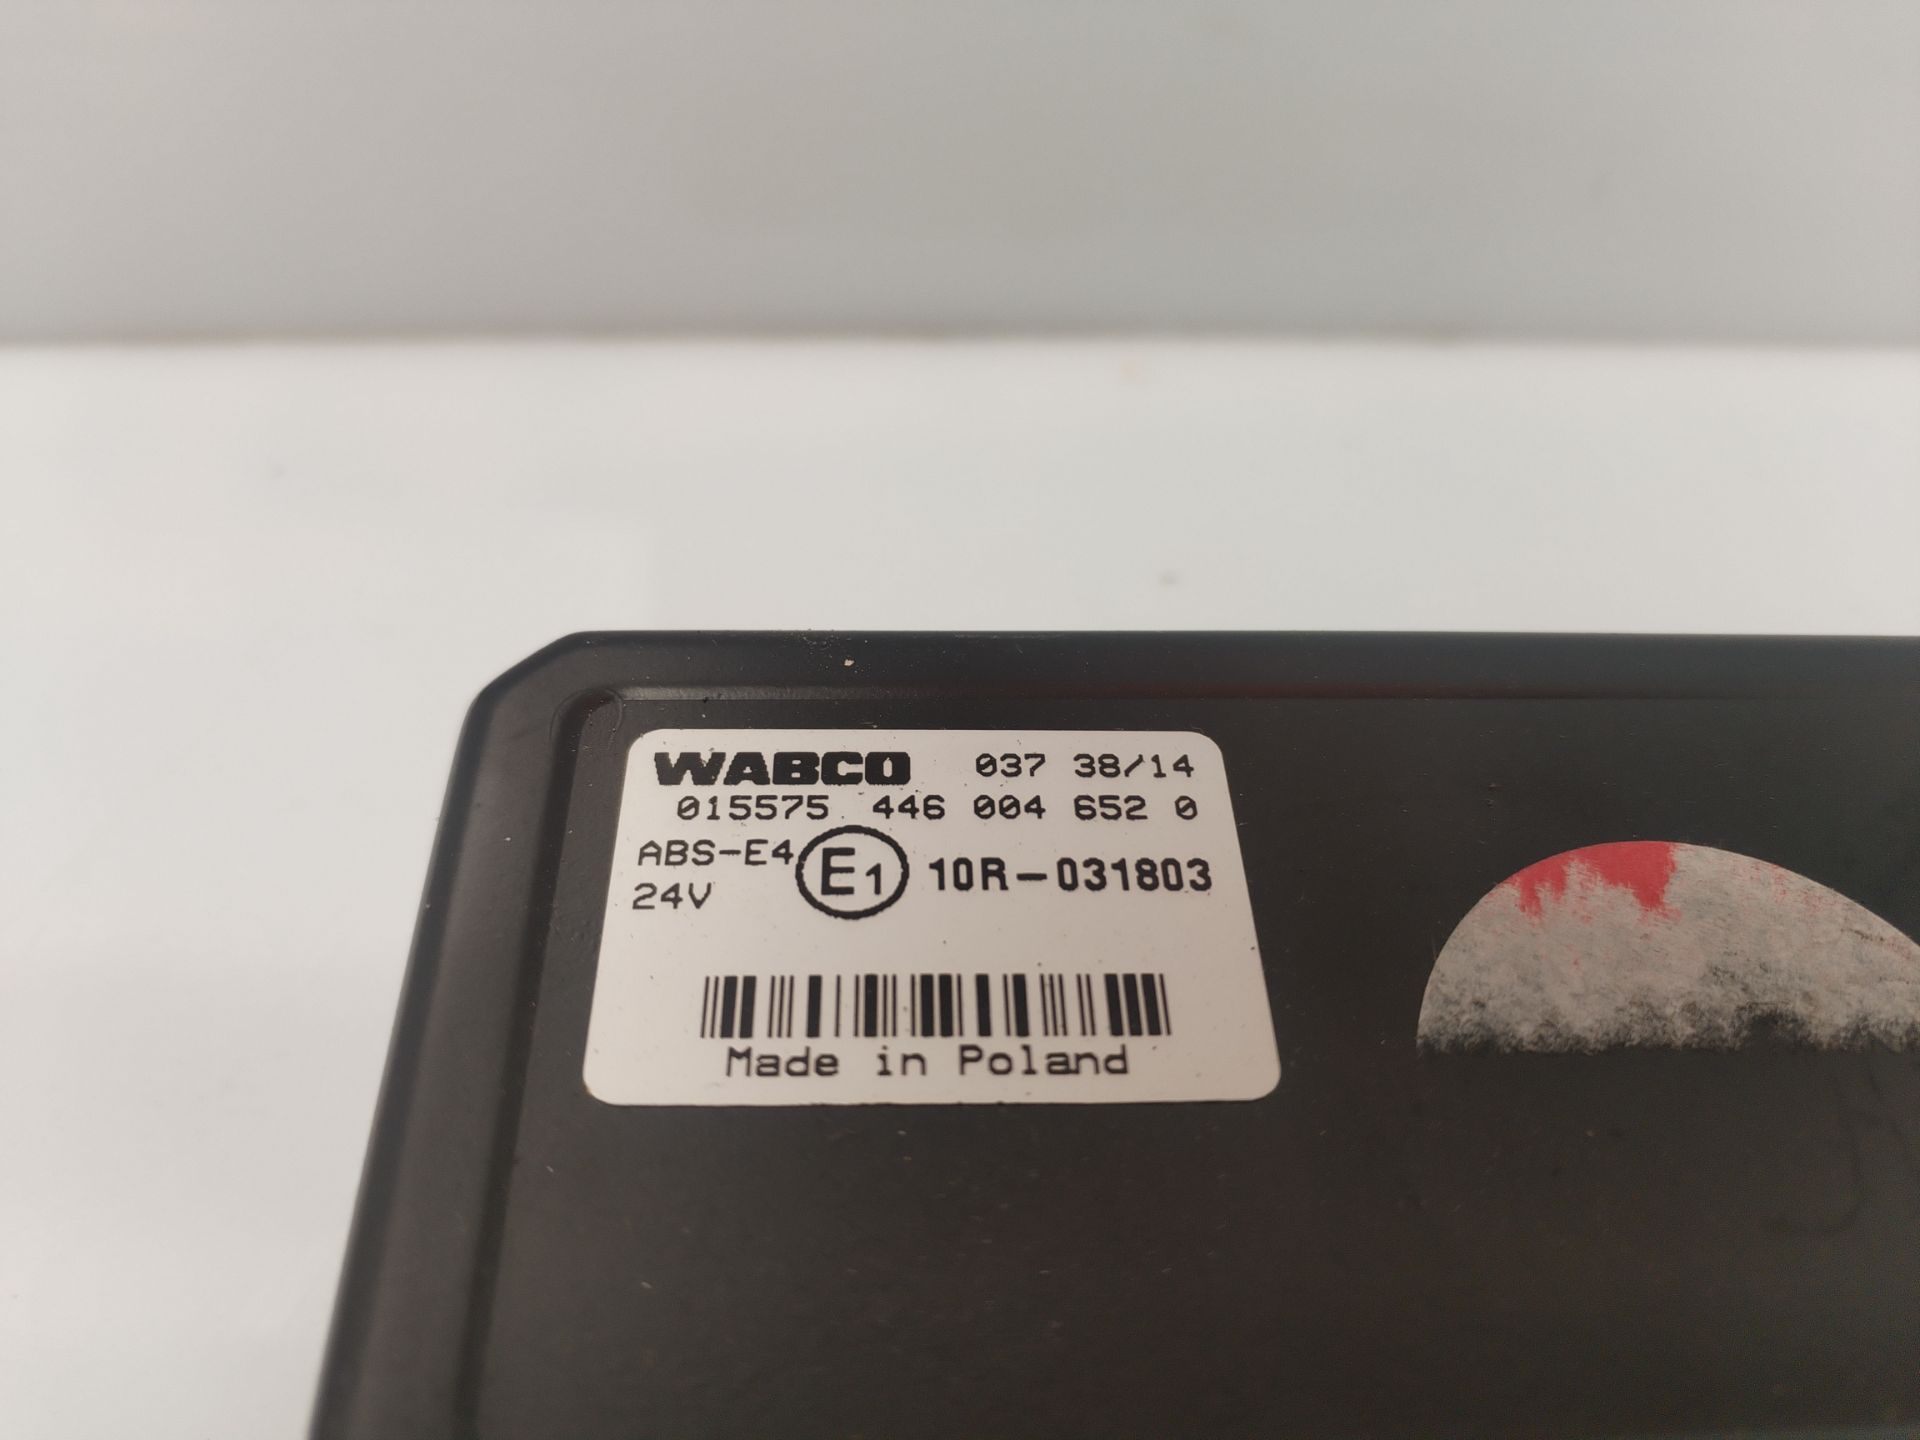 WABCO 037 38/14
015575 446 004 652 0
ABS-E4 E1 10R-031803
24V
Made in Poland